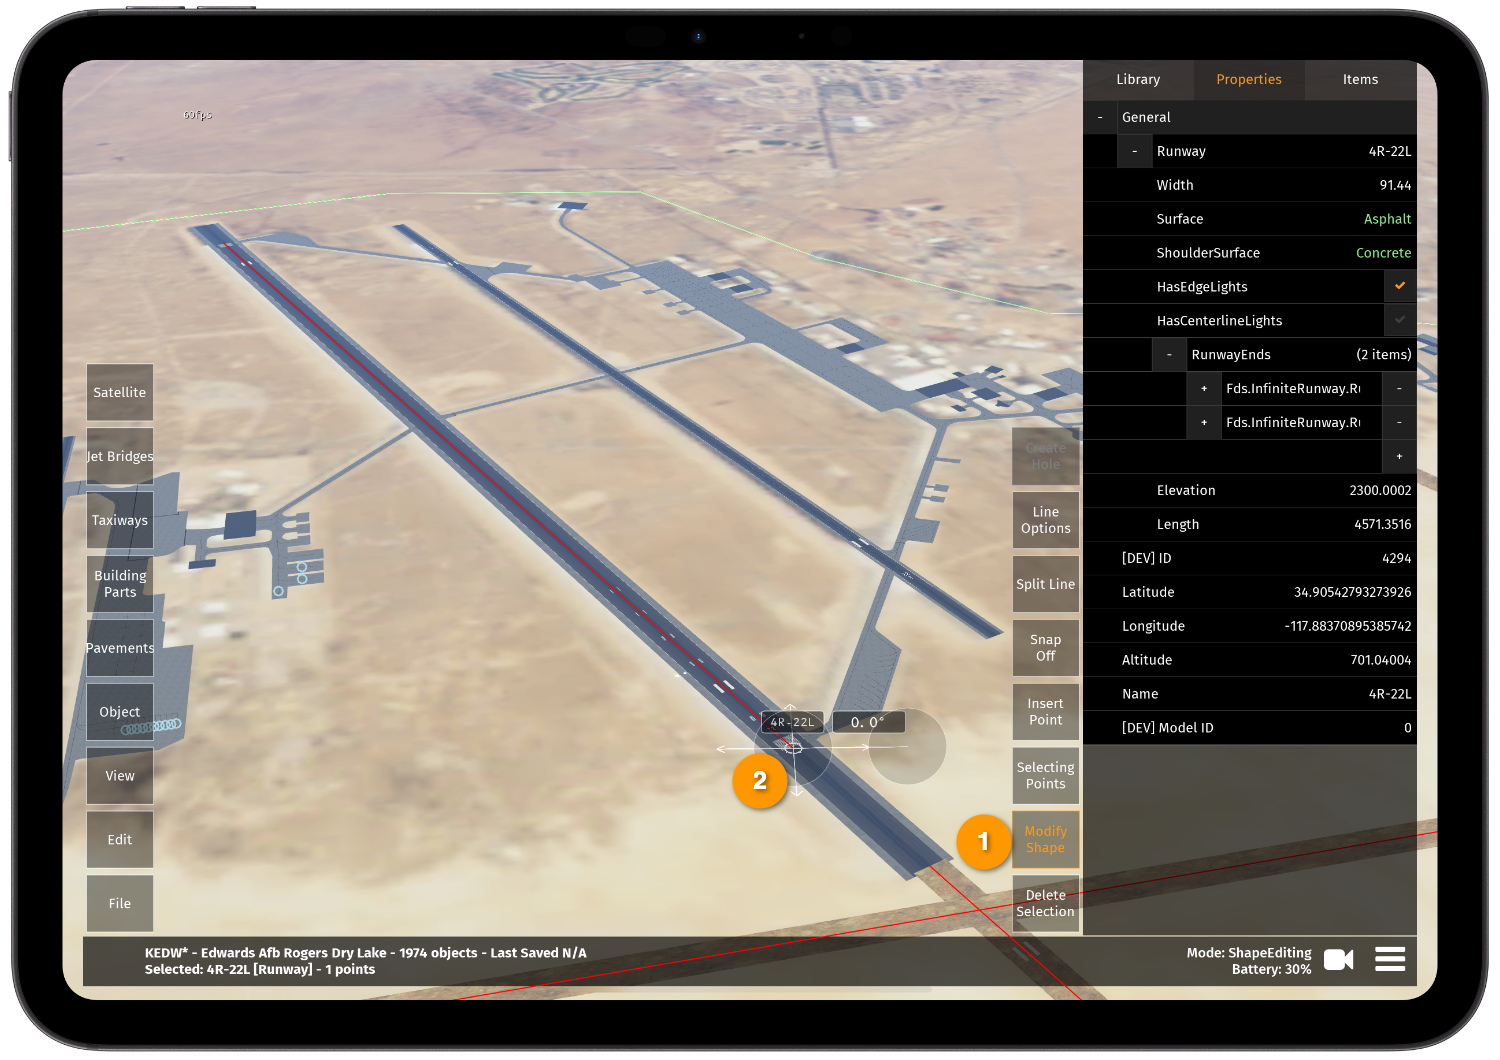 60fps
Library
Properties
Items
-
General
-
Runway
4R-22L
Width
91.44
Surface
Asphalt
ShoulderSurface
Concrete
HasEdgeLights
HasCenterlineLights
-
RunwayEnds
(2 items)
+
Fds.InfiniteRunway.Ru
-
+
Fds.InfiniteRunway.Ru
-
+
Elevation
2300.0002
Length
4571.3516
[DEV] ID
4294
Latitude
34.90542793273926
Longitude
-117.88370895385742
Altitude
701.04004
Name
4R-22L
[DEV] Model ID
0
Satellite
Jet Bridges
Taxiways
Building
Parts
Pavements
Object
View
Edit
File
Create
Hole
Line
Options
Split Line
Snap
Off
Insert
Point
Selecting
Points
Modify
Shape
Delete
Selection
4R-22L
0.0°
2
1
KEDW* - Edwards Afb Rogers Dry Lake - 1974 objects - Last Saved N/A
Selected: 4R-22L [Runway] - 1 points
Mode: ShapeEditing
Battery: 30%